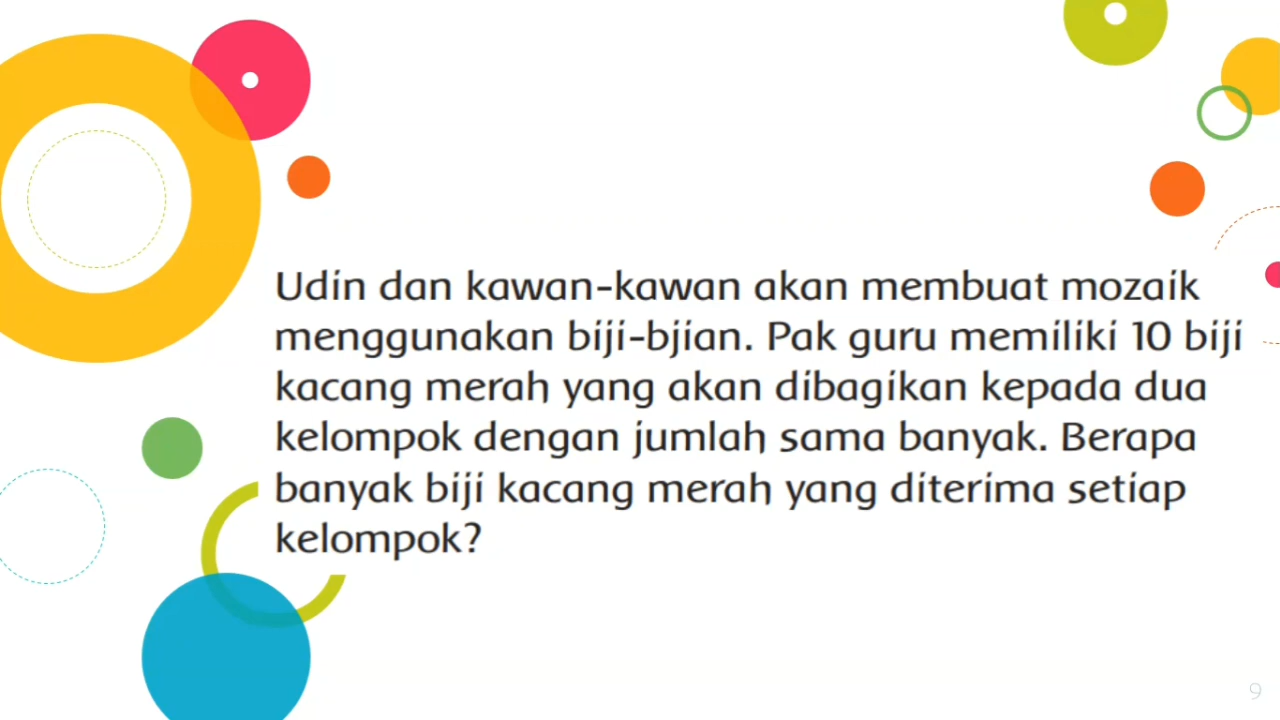 Udin dan kawan-kawan akan membuat mozaik
menggunakan biji-bjian. Pak guru memiliki 10 biji
kacang merah yang akan dibagikan kepada dua
kelompok dengan jumlah sama banyak. Berapa
banyak biji kacang merah yang diterima setiap
kelompok?
9